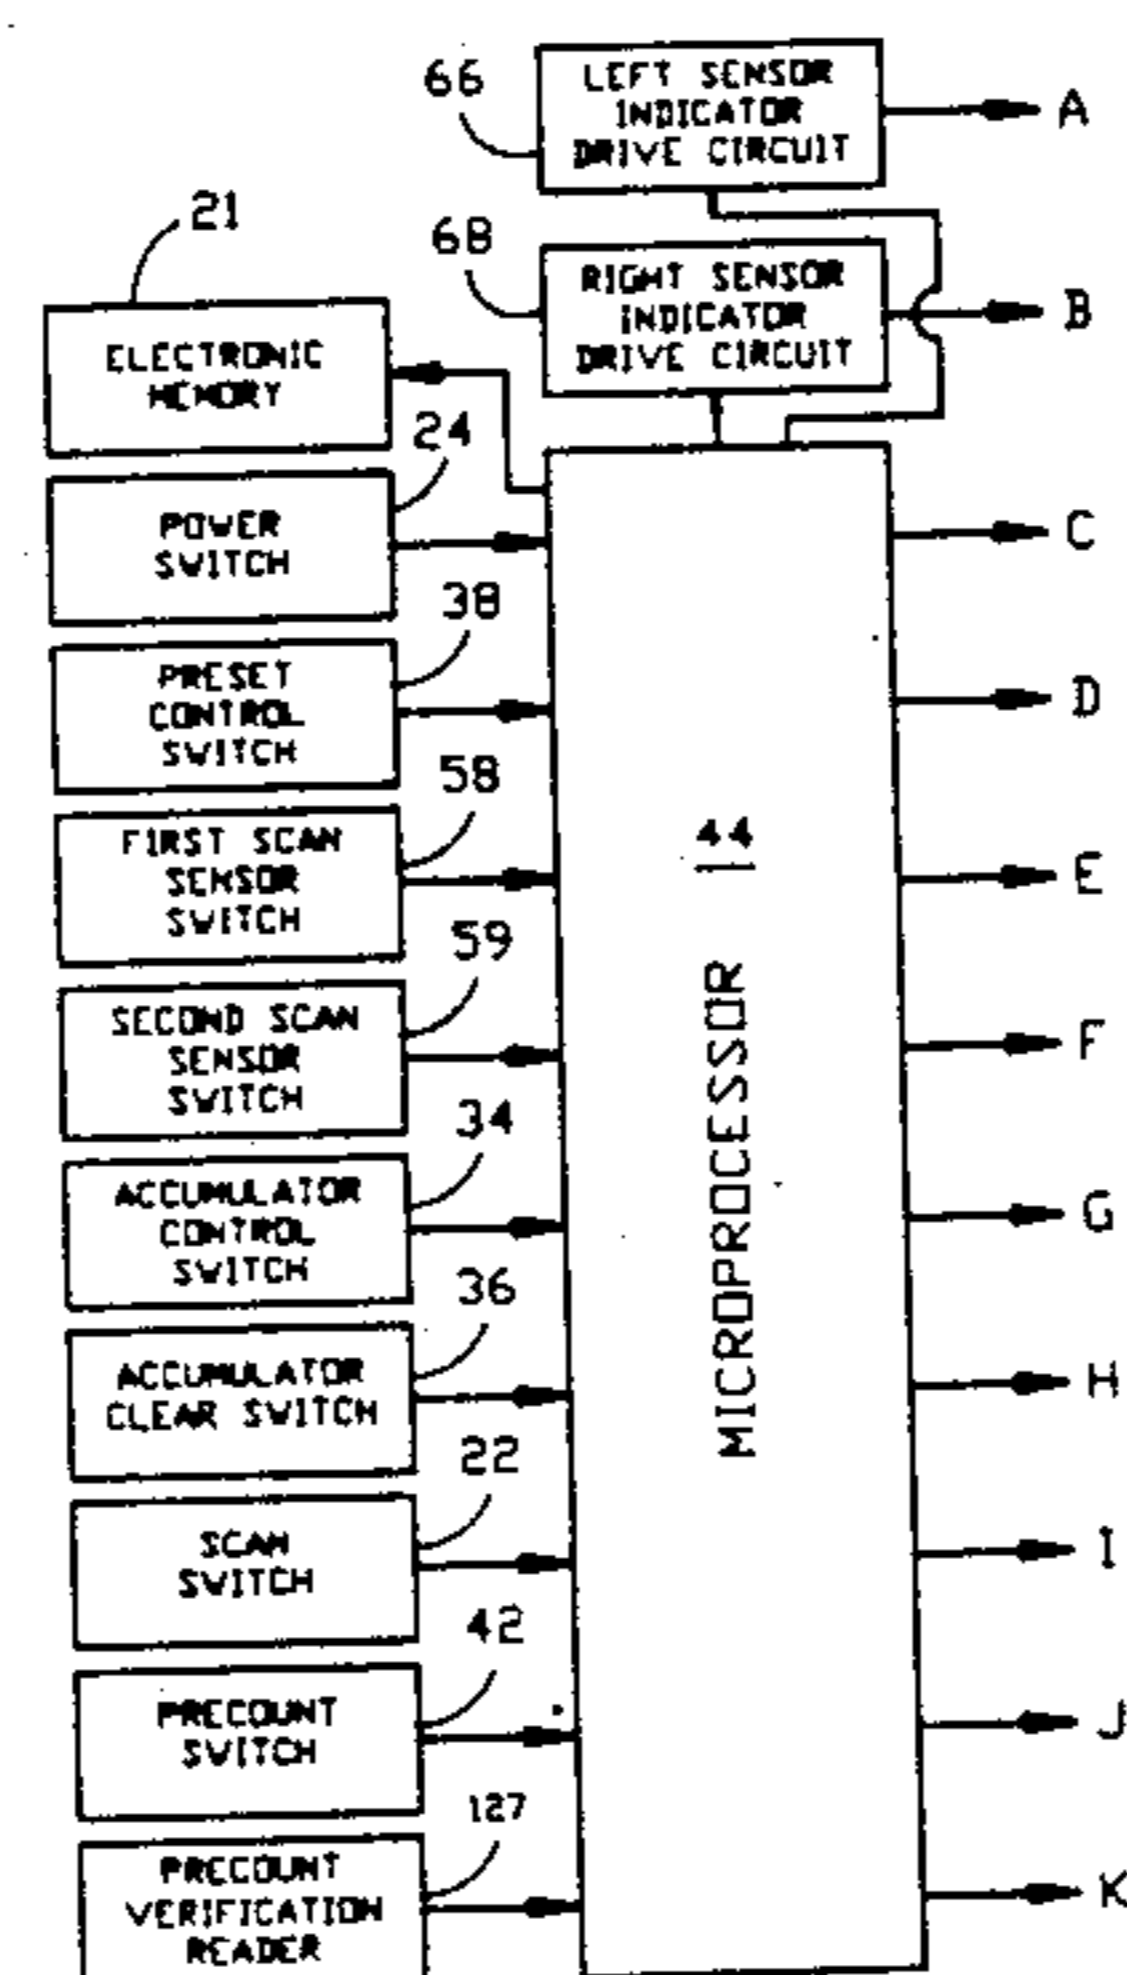 66
LEFT SENSOR
INDICATOR
DRIVE CIRCUIT
A
21
68
RIGHT SENSOR
INDICATOR
DRIVE CIRCUIT
B
ELECTRONIC
MEMORY
24
POWER
SWITCH
C
38
PRESET
CONTROL
SWITCH
D
58
FIRST SCAN
SENSOR
SWITCH
44
MICROPROCESSOR
E
59
SECOND SCAN
SENSOR
SWITCH
F
34
ACCUMULATOR
CONTROL
SWITCH
G
36
ACCUMULATOR
CLEAR SWITCH
H
22
SCAN
SWITCH
I
42
PRECOUNT
SWITCH
J
127
PRECOUNT
VERIFICATION
READER
K